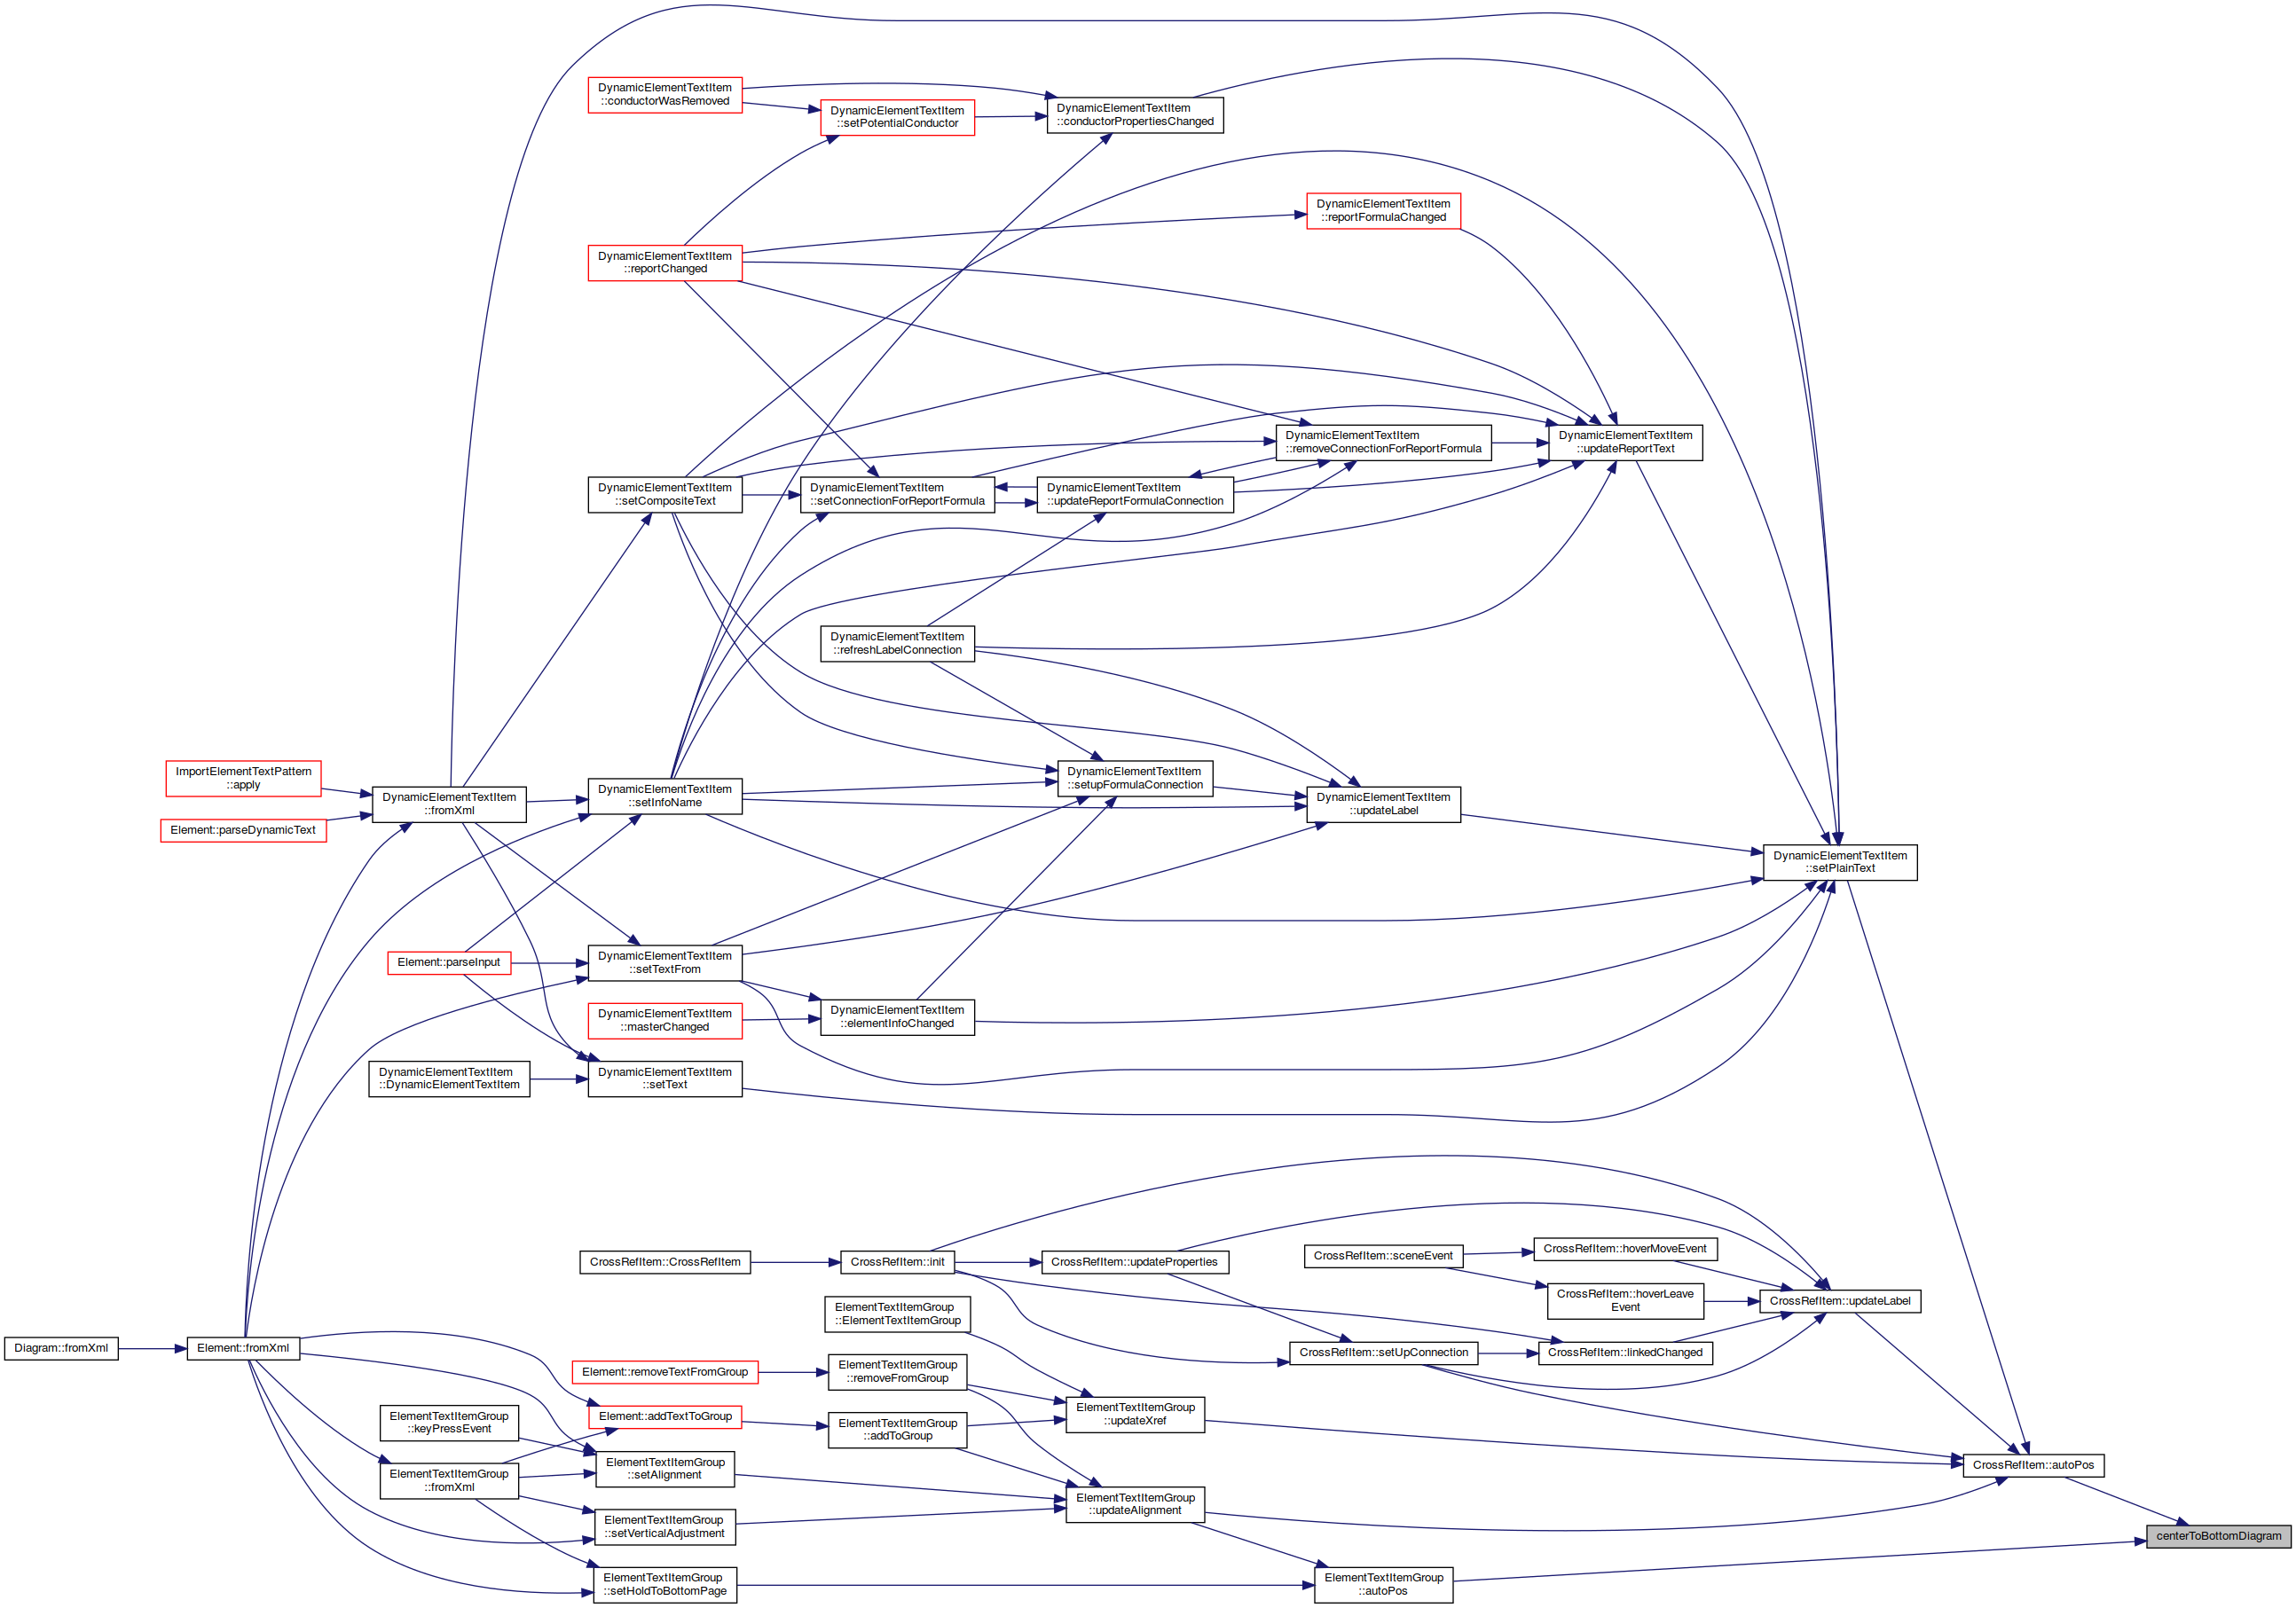 DynamicElementTextItem
::conductorWasRemoved
DynamicElementTextItem
::setPotentialConductor
DynamicElementTextItem
::conductorPropertiesChanged
DynamicElementTextItem
::reportFormulaChanged
DynamicElementTextItem
::reportChanged
DynamicElementTextItem
::removeConnectionForReportFormula
DynamicElementTextItem
::updateReportText
DynamicElementTextItem
::setCompositeText
DynamicElementTextItem
::setConnectionForReportFormula
DynamicElementTextItem
::updateReportFormulaConnection
DynamicElementTextItem
::refreshLabelConnection
ImportElementTextPattern
::apply
DynamicElementTextItem
::fromXml
DynamicElementTextItem
::setInfoName
DynamicElementTextItem
::setupFormulaConnection
DynamicElementTextItem
::updateLabel
Element::parseDynamicText
DynamicElementTextItem
::setPlainText
Element::parseInput
DynamicElementTextItem
::setTextFrom
DynamicElementTextItem
::masterChanged
DynamicElementTextItem
::elementInfoChanged
DynamicElementTextItem
::DynamicElementTextItem
DynamicElementTextItem
::setText
CrossRefItem::CrossRefItem
CrossRefItem::init
CrossRefItem::updateProperties
CrossRefItem::sceneEvent
CrossRefItem::hoverMoveEvent
CrossRefItem::hoverLeave
Event
CrossRefItem::updateLabel
ElementTextItemGroup
::ElementTextItemGroup
Diagram::fromXml
Element::fromXml
CrossRefItem::setUpConnection
CrossRefItem::linkedChanged
Element::removeTextFromGroup
ElementTextItemGroup
::removeFromGroup
ElementTextItemGroup
::keyPressEvent
Element::addTextToGroup
ElementTextItemGroup
::addToGroup
ElementTextItemGroup
::updateXref
ElementTextItemGroup
::fromXml
ElementTextItemGroup
::setAlignment
CrossRefItem::autoPos
ElementTextItemGroup
::updateAlignment
ElementTextItemGroup
::setVerticalAdjustment
centerToBottomDiagram
ElementTextItemGroup
::setHoldToBottomPage
ElementTextItemGroup
::autoPos